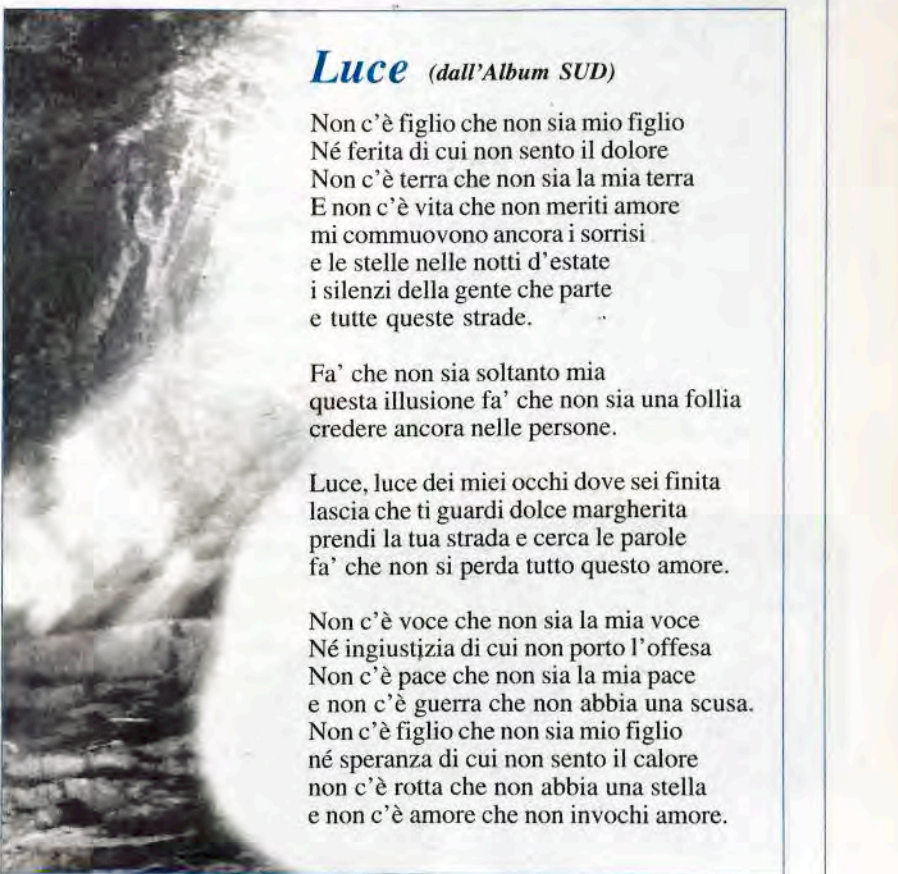 Luce (dall'Album SUD)
Non c'è figlio che non sia mio figlio
Né ferita di cui non sento il dolore
Non c'è terra che non sia la mia terra
E non c'è vita che non meriti amore
mi commuovono ancora i sorrisi
e le stelle nelle notti d'estate
i silenzi della gente che parte
e tutte queste strade.
Fa' che non sia soltanto mia
questa illusione fa' che non sia una follia
credere ancora nelle persone.
Luce, luce dei miei occhi dove sei finita
lascia che ti guardi dolce margherita
prendi la tua strada e cerca le parole
fa' che non si perda tutto questo amore.
Non c'è voce che non sia la mia voce
Né ingiustizia di cui non porto l'offesa
Non c'è pace che non sia la mia pace
e non c'è guerra che non abbia una scusa.
Non c'è figlio che non sia mio figlio
né speranza di cui non sento il calore
non c'è rotta che non abbia una stella
e non c'è amore che non invochi amore.